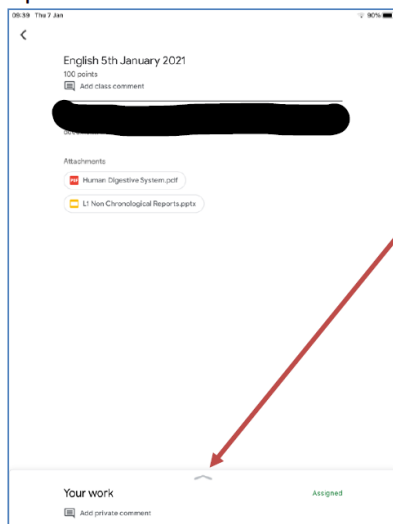 09:39 Thu 7 Jan 90%
English 5th January 2021
100 points
Add class comment
Attachments
PDF Human Digestive System.pdf
L1 Non Chronological Reports.pptx
Your work Assigned
Add private comment